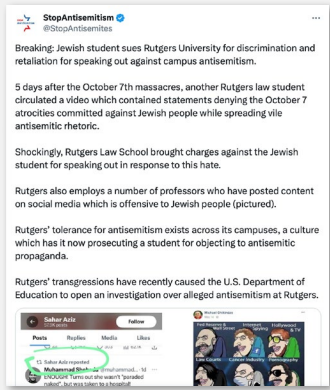 StopAntisemitism
@StopAntisemites
Breaking: Jewish student sues Rutgers University for discrimination and
retaliation for speaking out against campus antisemitism.
5 days after the October 7th massacres, another Rutgers law student
circulated a video which contained statements denying the October 7
atrocities committed against Jewish people while spreading vile
antisemitic rhetoric.
Shockingly, Rutgers Law School brought charges against the Jewish
student for speaking out in response to this hate.
Rutgers also employs a number of professors who have posted content
on social media which is offensive to Jewish people (pictured).
Rutgers' tolerance for antisemitism exists across its campuses, a culture
which has it now prosecuting a student for objecting to antisemitic
propaganda.
Rutgers' transgressions have recently caused the U.S. Department of
Education to open an investigation over alleged antisemitism at Rutgers.
Sahar Aziz
Follow
Posts Replies Media Likes
Sahar Aziz reposted
Muhammad
ENOUGH! Turns out she wasn't "paraded
naked", but was taken to a hospital!
Hollywood
& TV
Cancer Industry
Pornography